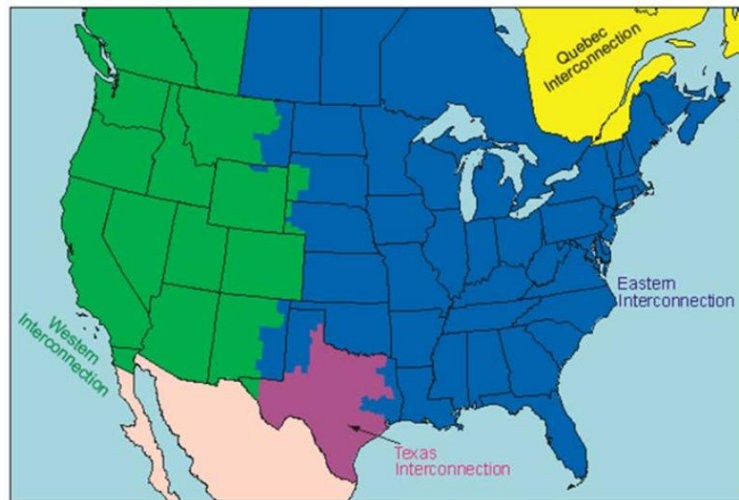 Quebec
Interconnection
Eastern
Interconnection
Western
Interconnection
Texas
Interconnection